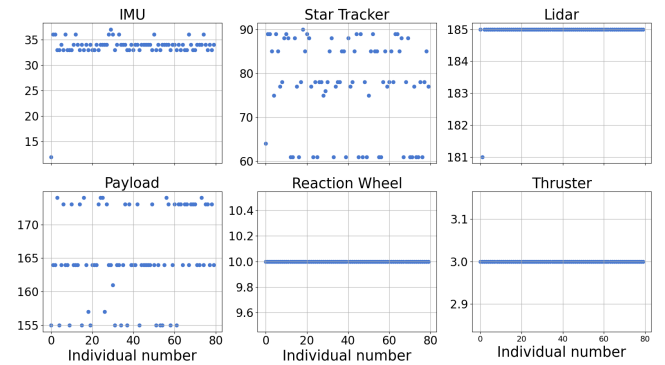 IMU
Star Tracker
Lidar
35
30
25
20
15
90
80
70
60
185
184
183
182
181
Payload
Reaction Wheel
Thruster
170
165
160
155
10.4
10.2
10.0
9.8
9.6
3.1
3.0
2.9
0 20 40 60 80
0 20 40 60 80
0 20 40 60 80
Individual number
Individual number
Individual number